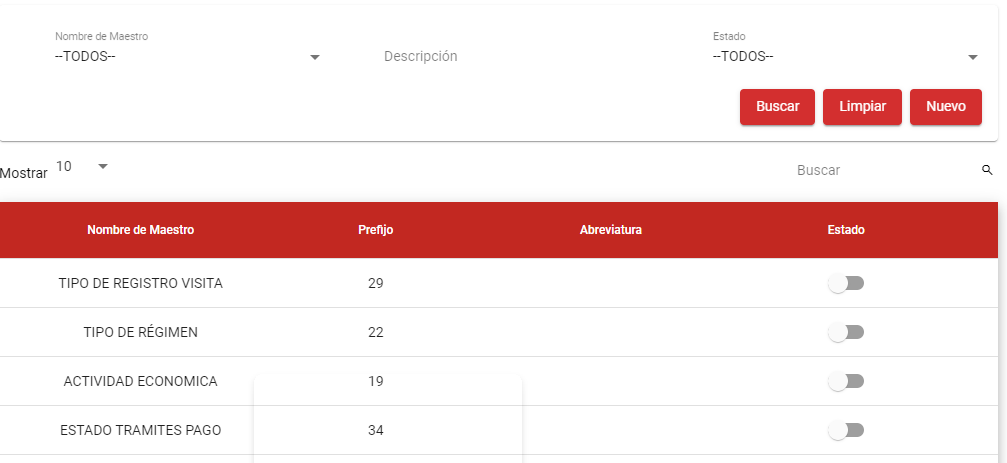 Nombre de Maestro
--TODOS--
Descripción
Estado
--TODOS--
Buscar Limpiar Nuevo
Mostrar 10
Buscar
Nombre de Maestro Prefijo Abreviatura Estado
TIPO DE REGISTRO VISITA 29
TIPO DE RÉGIMEN 22
ACTIVIDAD ECONOMICA 19
ESTADO TRAMITES PAGO 34